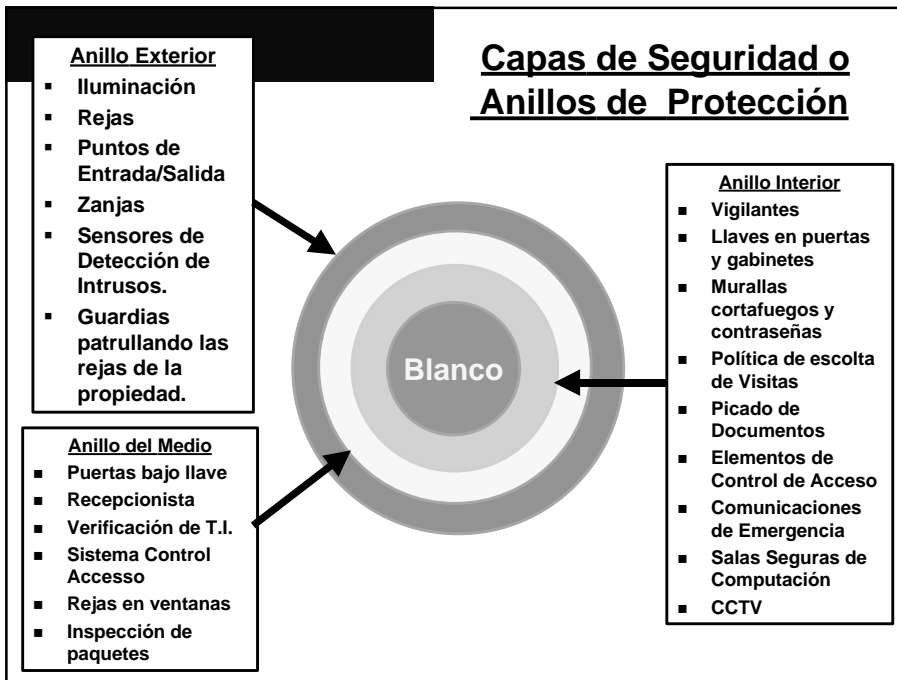 Capas de Seguridad o
Anillos de Protección
Anillo Exterior
▪ Iluminación
▪ Rejas
▪ Puntos de
Entrada/Salida
▪ Zanjas
▪ Sensores de
Detección de
Intrusos.
▪ Guardias
patrullando las
rejas de la
propiedad.
Anillo del Medio
■ Puertas bajo llave
■ Recepcionista
■ Verificación de T.I.
■ Sistema Control
Accesso
■ Rejas en ventanas
■ Inspección de
paquetes
Blanco
Anillo Interior
■ Vigilantes
■ Llaves en puertas
y gabinetes
■ Murallas
cortafuegos y
contraseñas
■ Política de escolta
de Visitas
■ Picado de
Documentos
■ Elementos de
Control de Acceso
■ Comunicaciones
de Emergencia
■ Salas Seguras de
Computación
■ CCTV